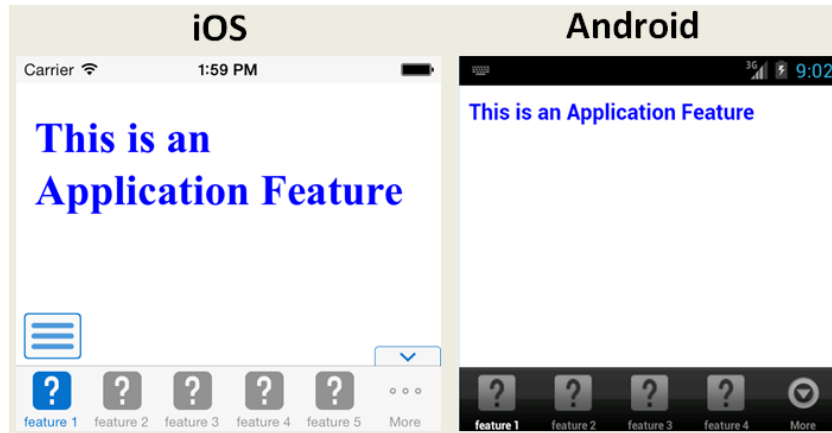 iOS
Carrier 1:59 PM
This is an
Application Feature
feature 1 feature 2 feature 3 feature 4 feature 5 More
Android
3G 9:02
This is an Application Feature
feature 1 feature 2 feature 3 feature 4 More